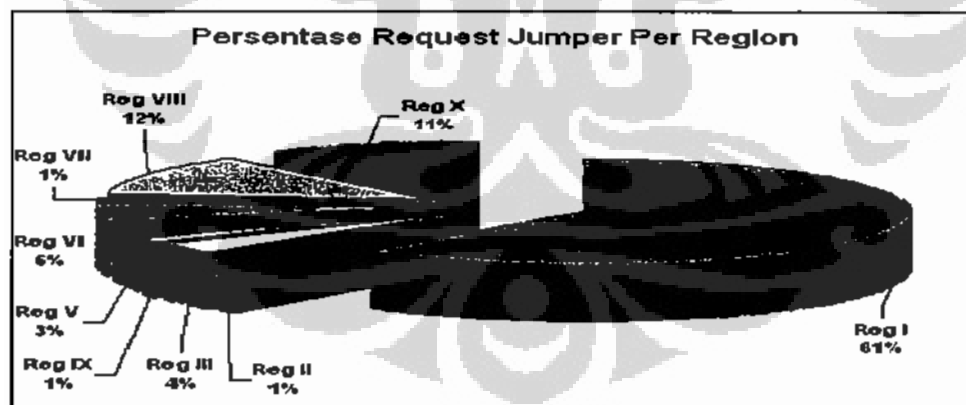 Persentase Request Jumper Per Region
Reg VIII
12%
Reg X
11%
Reg VII
1%
Reg VI
6%
Reg V
3%
Reg IX
1%
Reg III
4%
Reg II
1%
Reg I
61%